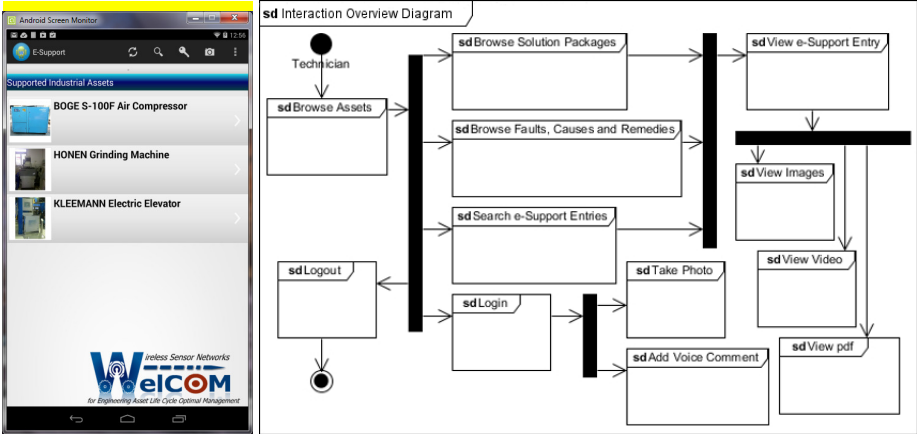 Android Screen Monitor
12:56
E-Support
Supported Industrial Assets
BOGE S-100F Air Compressor
HONEN Grinding Machine
KLEEMANN Electric Elevator
Wireless Sensor Networks
WelCOM
for Engineering Asset Life Cycle Optimal Management
sd Interaction Overview Diagram
Technician
sd Browse Assets
sd Browse Solution Packages
sd View e-Support Entry
sd Browse Faults, Causes and Remedies
sd View Images
sd Search e-Support Entries
sd Logout
sd Take Photo
sd View Video
sd Login
sd Add Voice Comment
sd View pdf